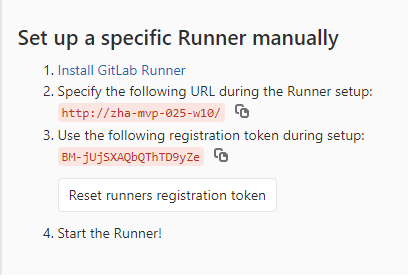 Set up a specific Runner manually
1. Install GitLab Runner
2. Specify the following URL during the Runner setup:
http://zha-mvp-025-w10/
3. Use the following registration token during setup:
BM-jUjSXAQbQThTD9yZe
Reset runners registration token
4. Start the Runner!